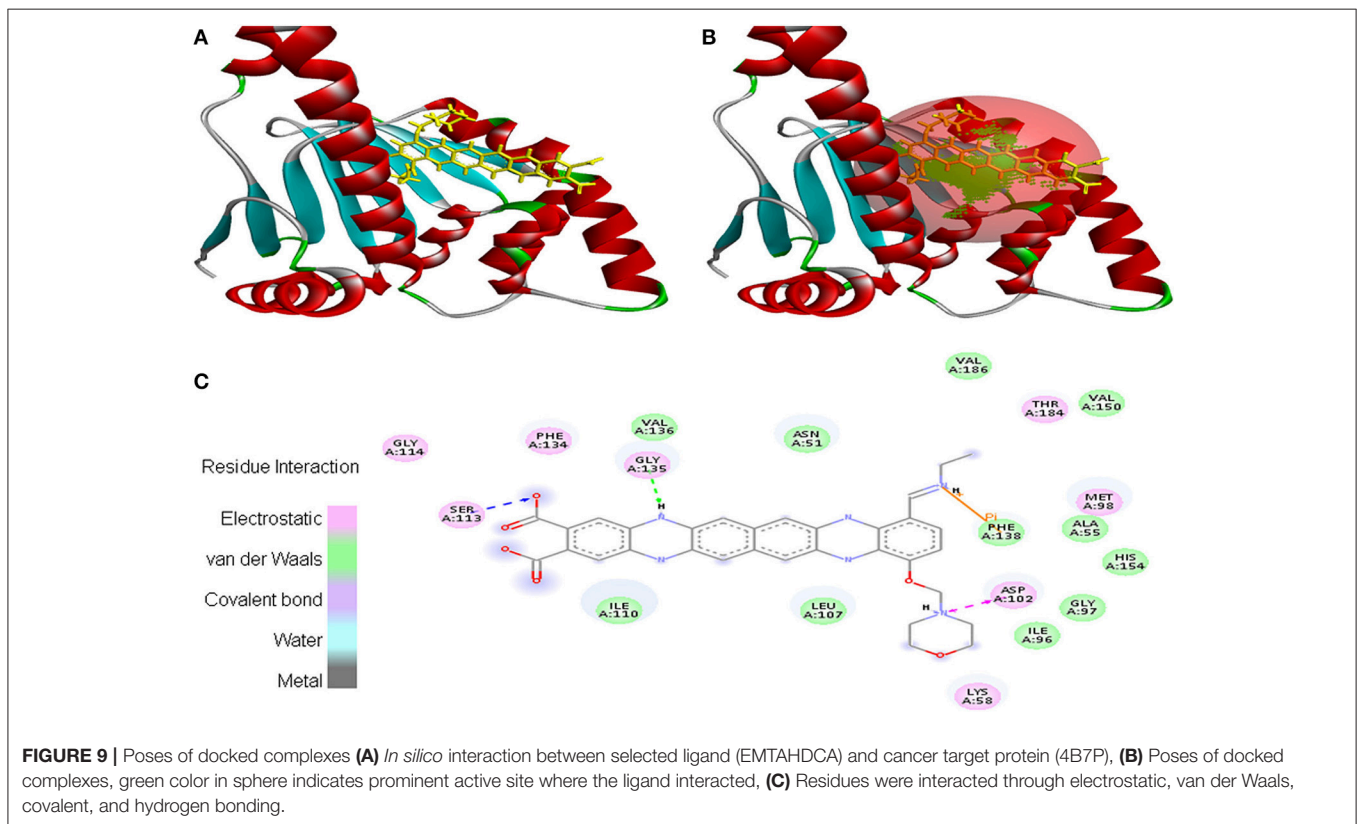 A
B
C
VAL
A:186
THR
A:184
VAL
A:150
VAL
A:136
ASN
A:51
PHE
A:134
GLY
A:114
GLY
A:135
Residue Interaction
SER
A:113
MET
A:98
Electrostatic
ALA
A:55
PHE
A:138
van der Waals
HIS
A:154
Covalent bond
ASP
A:102
GLY
A:97
ILE
A:110
LEU
A:107
ILE
A:96
Water
Metal
LYS
A:58
H
N
N
N
N
N
H
+
Pi
O
O
O
O
O
H
N
O
FIGURE 9 | Poses of docked complexes (A) In silico interaction between selected ligand (EMTAHDCA) and cancer target protein (4B7P), (B) Poses of docked
complexes, green color in sphere indicates prominent active site where the ligand interacted, (C) Residues were interacted through electrostatic, van der Waals,
covalent, and hydrogen bonding.